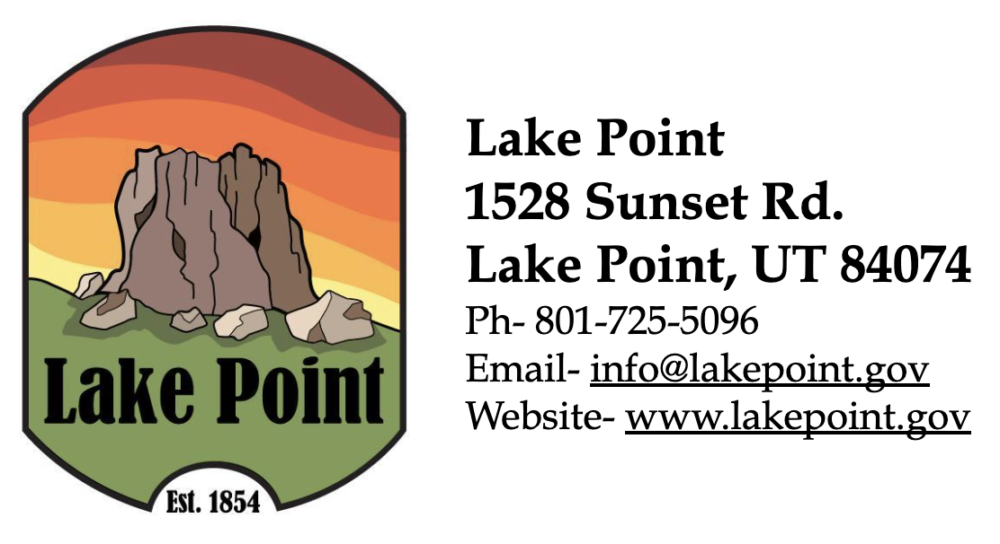 Lake Point
Est. 1854
Lake Point
1528 Sunset Rd.
Lake Point, UT 84074
Ph- 801-725-5096
Email- info@lakepoint.gov
Website- www.lakepoint.gov